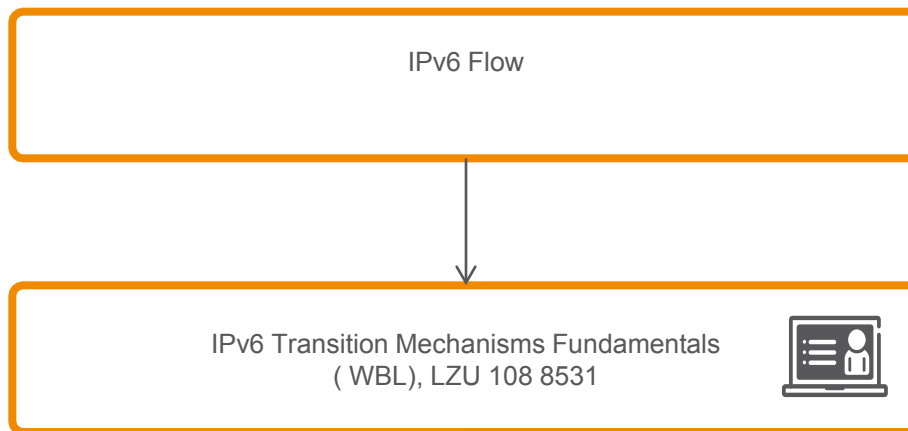 IPv6 Flow
IPv6 Transition Mechanisms Fundamentals
( WBL), LZU 108 8531